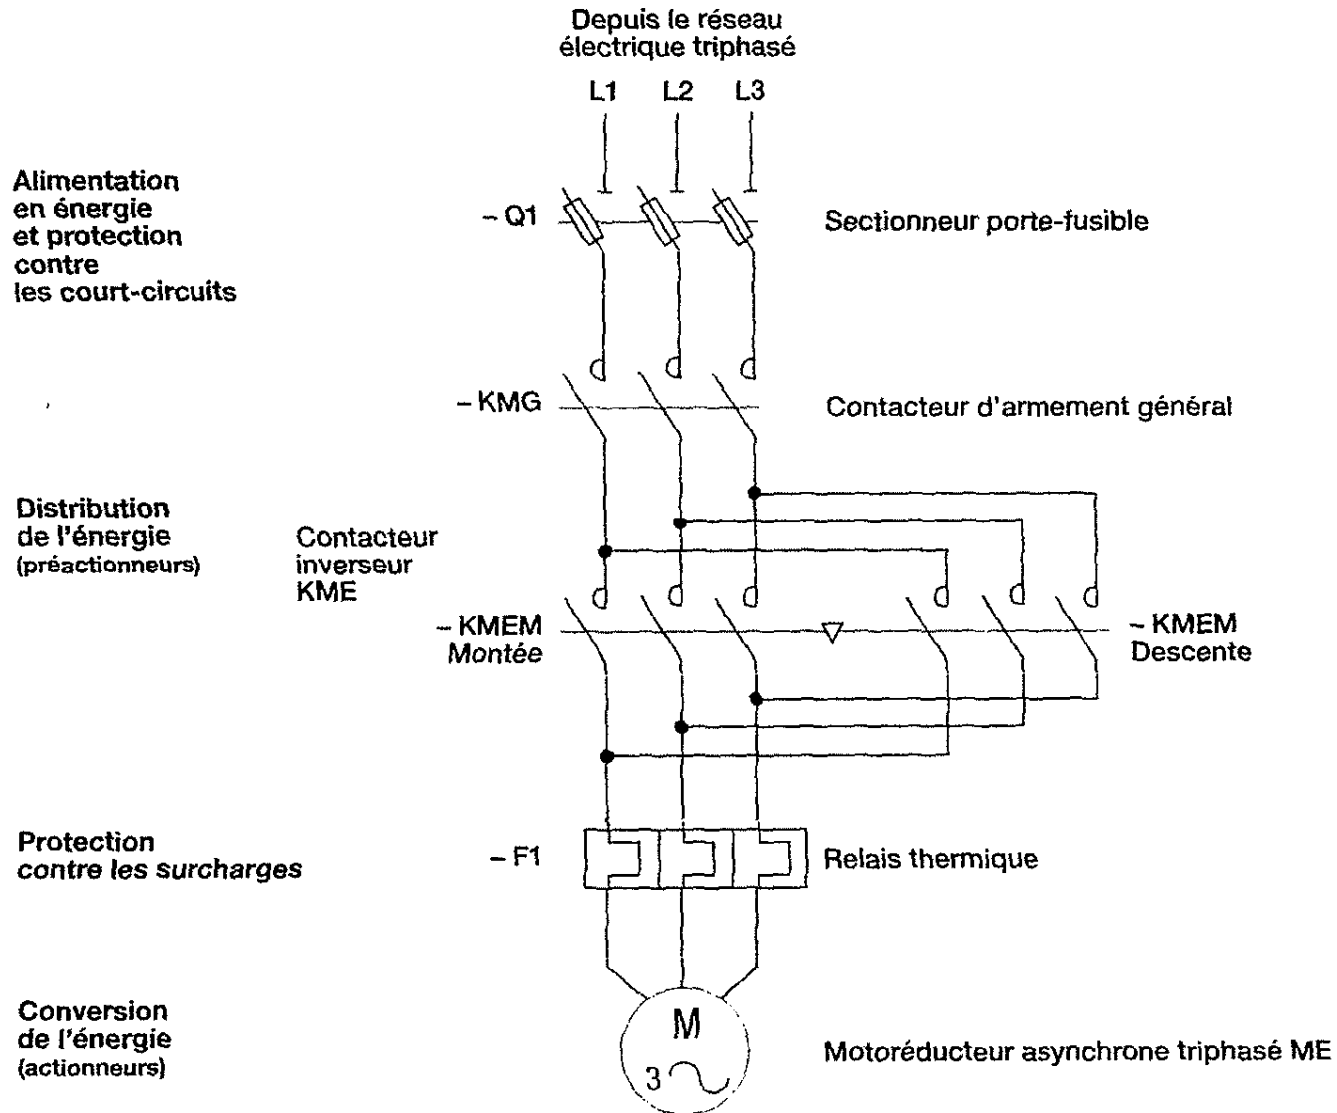 Depuis le réseau
électrique triphasé
L1 L2 L3
Alimentation
en énergie
et protection
contre
les court-circuits
– Q1
Sectionneur porte-fusible
– KMG
Contacteur d'armement général
Distribution
de l'énergie
(préactionneurs)
Contacteur
inverseur
KME
– KMEM
Montée
– KMEM
Descente
Protection
contre les surcharges
– F1
Relais thermique
Conversion
de l'énergie
(actionneurs)
M
3
Motoréducteur asynchrone triphasé ME